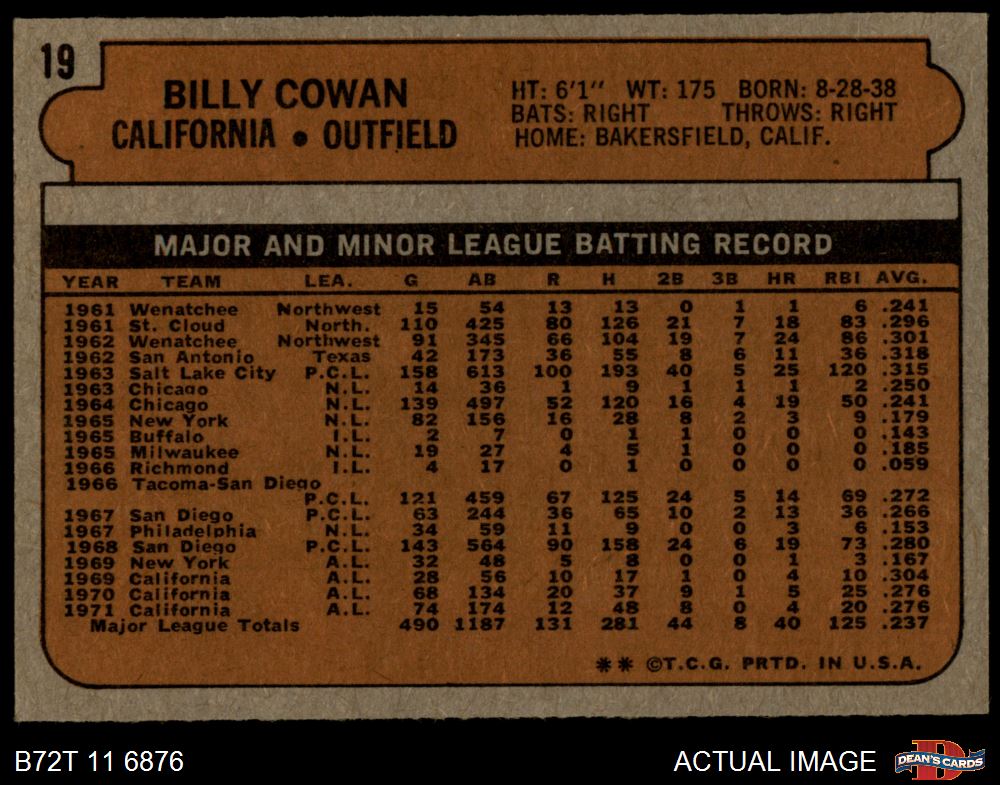 19
BILLY COWAN
CALIFORNIA • OUTFIELD
HT: 6'1" WT: 175 BORN: 8-28-38
BATS: RIGHT THROWS: RIGHT
HOME: BAKERSFIELD, CALIF.
MAJOR AND MINOR LEAGUE BATTING RECORD
YEAR TEAM LEA. G AB R H 2B 3B HR RBI AVG.
1961 Wenatchee Northwest 15 54 13 13 0 1 1 6 .241
1961 St. Cloud North. 110 425 80 126 21 7 18 83 .296
1962 Wenatchee Northwest 91 345 66 104 19 7 24 86 .301
1962 San Antonio Texas 42 173 36 55 8 6 11 36 .318
1963 Salt Lake City P.C.L. 158 613 100 193 40 5 25 120 .315
1963 Chicago N.L. 14 36 1 9 1 1 1 2 .250
1964 Chicago N.L. 139 497 52 120 16 4 19 50 .241
1965 New York N.L. 82 156 16 28 8 2 3 9 .179
1965 Buffalo I.L. 2 7 0 1 1 0 0 0 .143
1965 Milwaukee N.L. 19 27 4 5 1 0 0 0 .185
1966 Richmond I.L. 4 17 0 1 0 0 0 0 .059
1966 Tacoma-San Diego
P.C.L. 121 459 67 125 24 5 14 69 .272
1967 San Diego P.C.L. 63 244 36 65 10 2 13 36 .266
1967 Philadelphia N.L. 34 59 11 9 0 0 3 6 .153
1968 San Diego P.C.L. 143 564 90 158 24 6 19 73 .280
1969 New York A.L. 32 48 5 8 0 0 1 3 .167
1969 California A.L. 28 56 10 17 1 0 4 10 .304
1970 California A.L. 68 134 20 37 9 1 5 25 .276
1971 California A.L. 74 174 12 48 8 0 4 20 .276
Major League Totals 490 1187 131 281 44 8 40 125 .237
** ©T.C.G. PRTD. IN U.S.A.
B72T 11 6876
ACTUAL IMAGE
DEAN'S CARDS